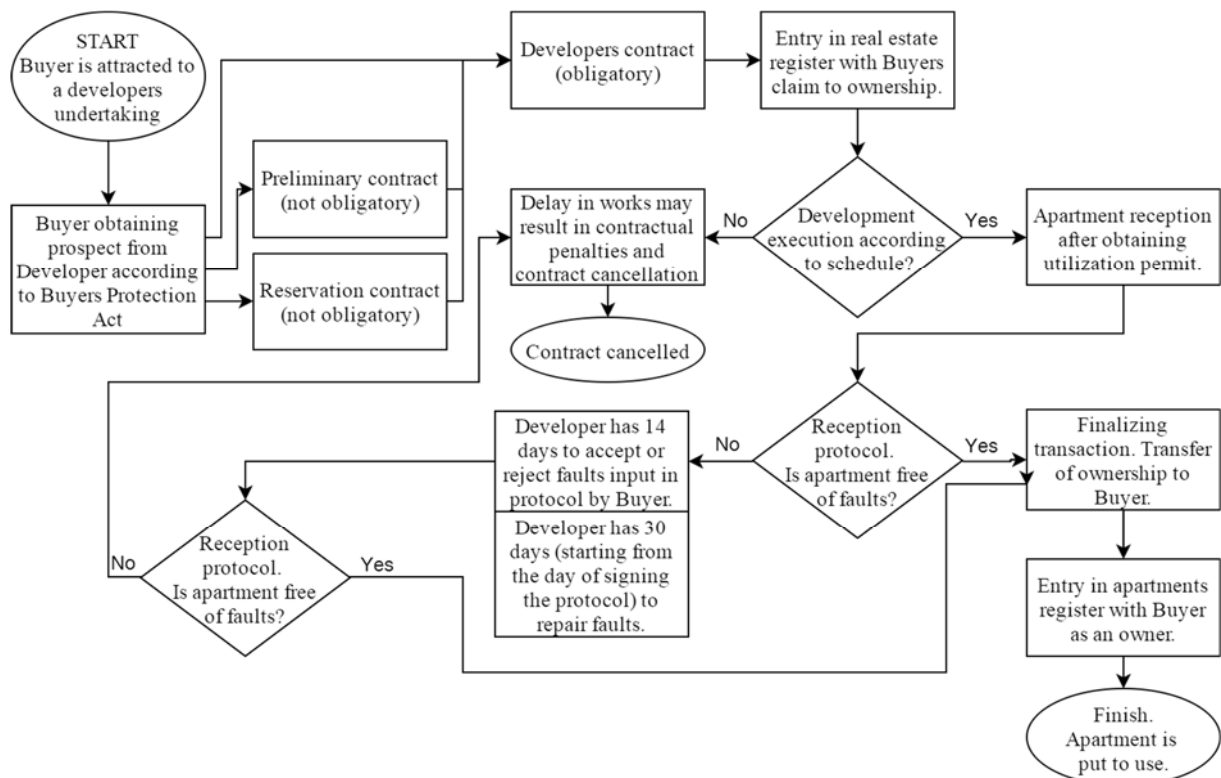 START
Buyer is attracted to
a developers
undertaking
Developers contract
(obligatory)
Entry in real estate
register with Buyers
claim to ownership.
Preliminary contract
(not obligatory)
Buyer obtaining
prospect from
Developer according
to Buyers Protection
Act
Reservation contract
(not obligatory)
Delay in works may
result in contractual
penalties and
contract cancellation
No
Development
execution according
to schedule?
Yes
Apartment reception
after obtaining
utilization permit.
Contract cancelled
Developer has 14
days to accept or
reject faults input in
protocol by Buyer.
No
Reception
protocol.
Is apartment free
of faults?
Yes
Finalizing
transaction. Transfer
of ownership to
Buyer.
Developer has 30
days (starting from
the day of signing
the protocol) to
repair faults.
No
Reception
protocol.
Is apartment free
of faults?
Yes
Entry in apartments
register with Buyer
as an owner.
Finish.
Apartment is
put to use.